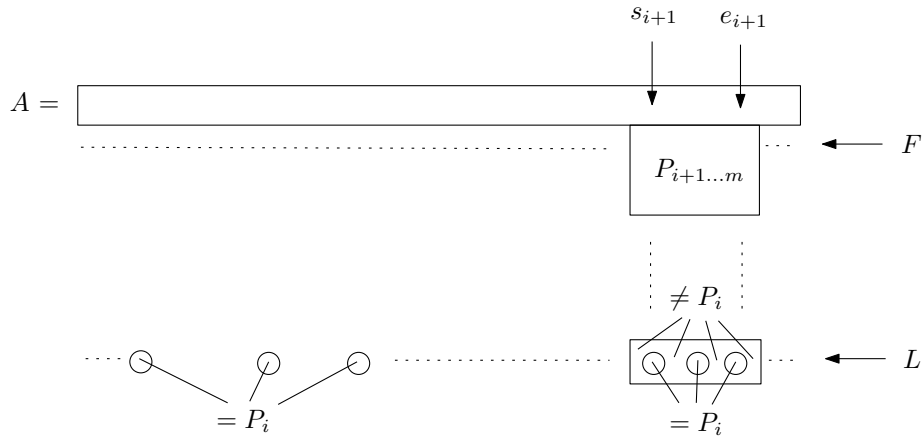 s_{i+1} e_{i+1}
A =
F
P_{i+1...m}
≠ P_i
L
= P_i = P_i